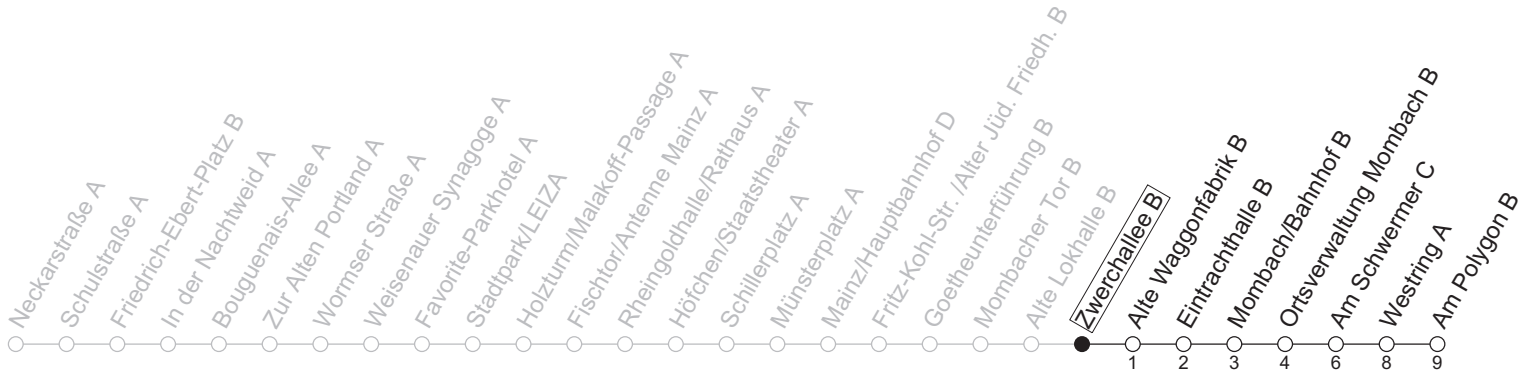 Neckarstraße A
Schulstraße A
Friedrich-Ebert-Platz B
In der Nachtweid A
Bouguenais-Allee A
Zur Alten Portland A
Wormser Straße A
Weisenauer Synagoge A
Favorite-Parkhotel A
Stadtpark/LEIZA
Holzturm/Malakoff-Passage A
Fischtor/Antenne Mainz A
Rheingoldhalle/Rathaus A
Höfchen/Staatstheater A
Schillerplatz A
Münsterplatz A
Mainz/Hauptbahnhof D
Fritz-Kohl-Str. /Alter Jüd. Friedh. B
Goetheunterführung B
Mombacher Tor B
Alte Lokhalle B
Zwerchallee B
Alte Waggonfabrik B
Eintrachthalle B
Mombach/Bahnhof B
Ortsverwaltung Mombach B
Am Schwermer C
Westring A
Am Polygon B
1 2 3 4 6 8 9